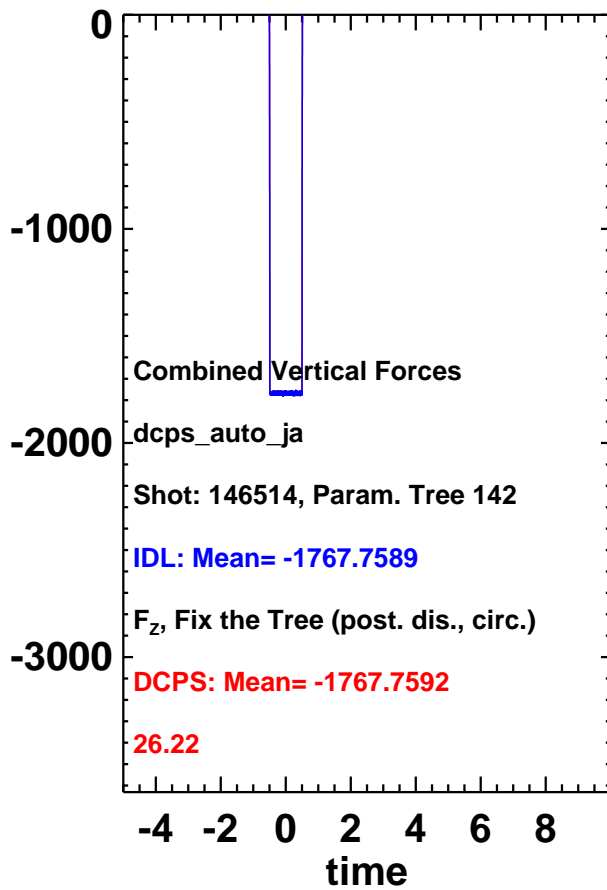 0
-1000
Combined Vertical Forces
dcps_auto_ja
-2000
Shot: 146514, Param. Tree 142
IDL: Mean= -1767.7589
Fz, Fix the Tree (post. dis., circ.)
-3000
DCPS: Mean= -1767.7592
26.22
-4 -2 0 2 4 6 8
time